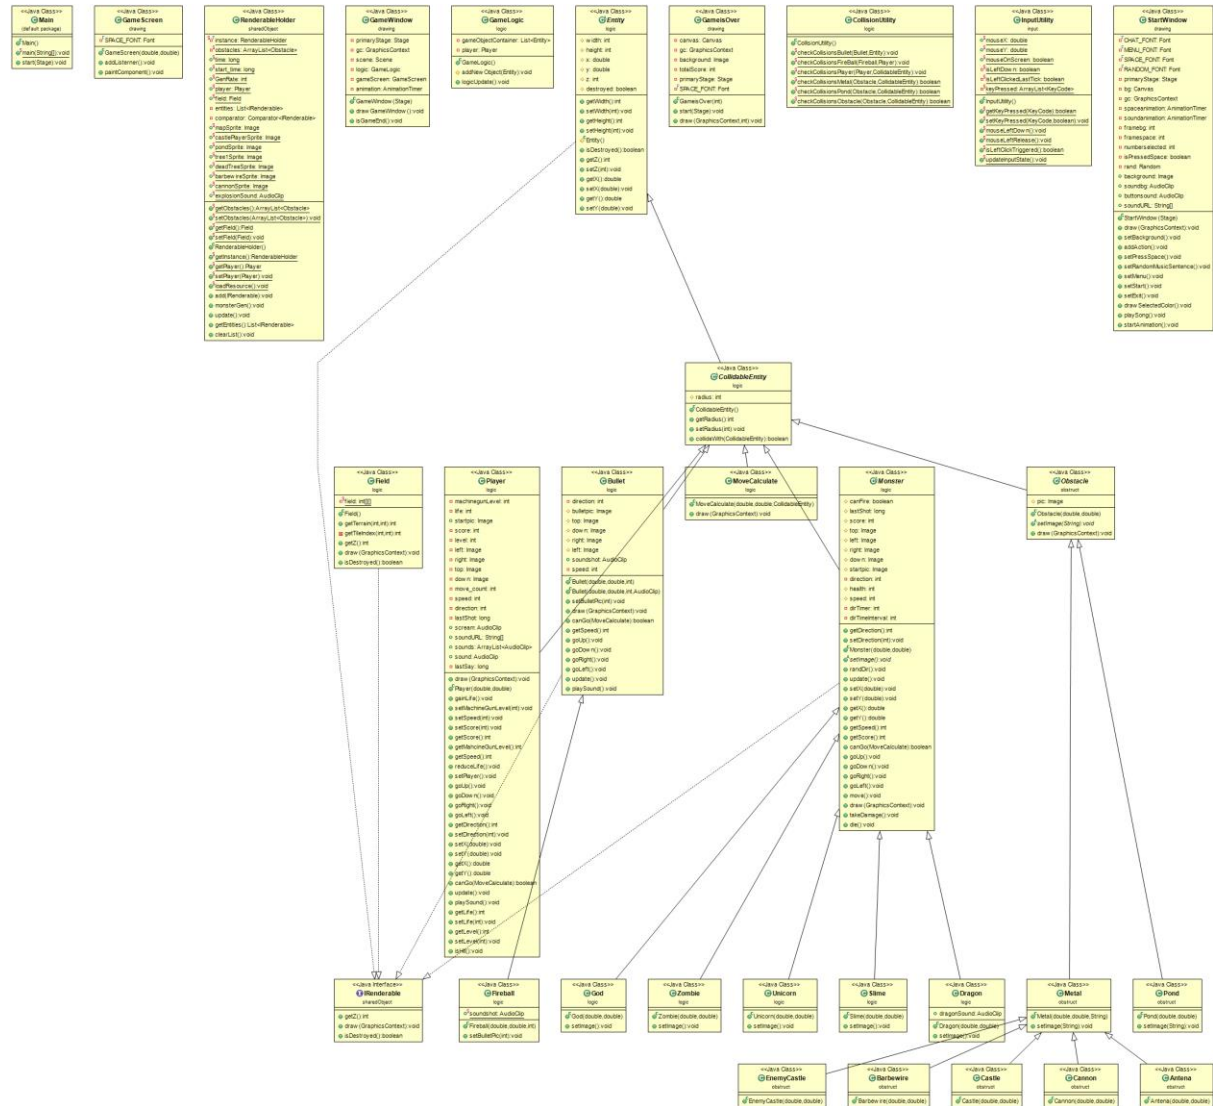 <<Java Class>>
Main
(default package)
Main()
main(String[]):void
start(Stage):void
<<Java Class>>
GameScreen
drawing
SPACE_FONT: Font
GameScreen(double,double)
addListerner():void
paintComponent():void
<<Java Class>>
RenderableHolder
sharedObject
instance: RenderableHolder
obstacles: ArrayList<Obstacle>
time: long
start_time: long
GenRate: int
player: Player
field: Field
entities: List<IRenderable>
comparator: Comparator<IRenderable>
mapSprite: Image
castlePlayerSprite: Image
pondSprite: Image
tree1Sprite: Image
deadTreeSprite: Image
barbewireSprite: Image
cannonSprite: Image
explosionSound: AudioClip
getObstacles():ArrayList<Obstacle>
setObstacles(ArrayList<Obstacle>):void
getField():Field
setField(Field):void
RenderableHolder()
getInstance():RenderableHolder
getPlayer():Player
setPlayer(Player):void
loadResource():void
add(IRenderable):void
monsterGen():void
update():void
getEntities():List<IRenderable>
clearList():void
<<Java Class>>
GameWindow
drawing
primaryStage: Stage
gc: GraphicsContext
scene: Scene
logic: GameLogic
gameScreen: GameScreen
animation: AnimationTimer
GameWindow(Stage)
drawGameWindow():void
isGameEnd():void
<<Java Class>>
GameLogic
logic
gameObjectContainer: List<Entity>
player: Player
GameLogic()
addNewObject(Entity):void
logicUpdate():void
<<Java Class>>
Entity
logic
width: int
height: int
x: double
y: double
z: int
destroyed: boolean
getWidth():int
setWidth(int):void
getHeight():int
setHeight(int):void
Entity()
isDestroyed():boolean
getZ():int
setZ(int):void
getX():double
setX(double):void
getY():double
setY(double):void
<<Java Class>>
GameisOver
drawing
canvas: Canvas
gc: GraphicsContext
background: Image
totalScore: int
primaryStage: Stage
SPACE_FONT: Font
GameisOver(int)
start(Stage):void
draw(GraphicsContext,int):void
<<Java Class>>
CollisionUtility
logic
CollisionUtility()
checkCollisionsBullet(Bullet,Entity):void
checkCollisionsFireBall(Fireball,Player):void
checkCollisionsPlayer(Player,CollidableEntity):void
checkCollisionsMetal(Obstacle,CollidableEntity):boolean
checkCollisionsPond(Obstacle,CollidableEntity):boolean
checkCollisionsObstacle(Obstacle,CollidableEntity):boolean
<<Java Class>>
InputUtility
input
mouseX: double
mouseY: double
mouseOnScreen: boolean
isLeftDown: boolean
isLeftClickedLastTick: boolean
keyPressed: ArrayList<KeyCode>
InputUtility()
getKeyPressed(KeyCode):boolean
setKeyPressed(KeyCode,boolean):void
mouseLeftDown():void
mouseLeftRelease():void
isLeftClickTriggered():boolean
updateInputState():void
<<Java Class>>
StartWindow
drawing
CHAT_FONT: Font
MENU_FONT: Font
SPACE_FONT: Font
RANDOM_FONT: Font
primaryStage: Stage
bg: Canvas
gc: GraphicsContext
spaceanimation: AnimationTimer
soundanimation: AnimationTimer
framebg: int
framespace: int
numberselected: int
isPressedSpace: boolean
rand: Random
background: Image
soundbg: AudioClip
buttonsound: AudioClip
soundURL: String[]
StartWindow(Stage)
draw(GraphicsContext):void
setBackground():void
addAction():void
setPressSpace():void
setRandomMusicSentence():void
setMenu():void
setStart():void
setExit():void
drawSelectedColor():void
playSong():void
startAnimation():void
<<Java Class>>
CollidableEntity
logic
radius: int
CollidableEntity()
getRadius():int
setRadius(int):void
collideWith(CollidableEntity):boolean
<<Java Class>>
Field
logic
field: int[][]
Field()
getTerrain(int,int):int
getTileIndex(int,int):int
getZ():int
draw(GraphicsContext):void
isDestroyed():boolean
<<Java Class>>
Player
logic
machinegunLevel: int
life: int
startpic: Image
score: int
level: int
left: Image
right: Image
top: Image
down: Image
move_count: int
speed: int
direction: int
lastShot: long
scream: AudioClip
soundURL: String[]
sounds: ArrayList<AudioClip>
sound: AudioClip
lastSay: long
draw(GraphicsContext):void
Player(double,double)
gainLife():void
setMachineGunLevel(int):void
setSpeed(int):void
setScore(int):void
getScore():int
getMahcineGunLevel():int
getSpeed():int
reduceLife():void
setPlayer():void
goUp():void
goDown():void
goRight():void
goLeft():void
getDirection():int
setDirection(int):void
setX(double):void
setY(double):void
getX():double
getY():double
canGo(MoveCalculate):boolean
update():void
playSound():void
getLife():int
setLife(int):void
getLevel():int
setLevel(int):void
isHit():void
<<Java Class>>
Bullet
logic
direction: int
bulletpic: Image
top: Image
down: Image
right: Image
left: Image
soundshot: AudioClip
speed: int
Bullet(double,double,int)
Bullet(double,double,int,AudioClip)
setBulletPic(int):void
draw(GraphicsContext):void
canGo(MoveCalculate):boolean
getSpeed():int
goUp():void
goDown():void
goRight():void
goLeft():void
update():void
playSound():void
<<Java Class>>
MoveCalculate
logic
MoveCalculate(double,double,CollidableEntity)
draw(GraphicsContext):void
<<Java Class>>
Monster
logic
canFire: boolean
lastShot: long
score: int
top: Image
left: Image
right: Image
down: Image
startpic: Image
direction: int
health: int
speed: int
dirTimer: int
dirTimeInterval: int
getDirection():int
setDirection(int):void
Monster(double,double)
setImage():void
randDir():void
update():void
setX(double):void
setY(double):void
getX():double
getY():double
getSpeed():int
getScore():int
canGo(MoveCalculate):boolean
goUp():void
goDown():void
goRight():void
goLeft():void
move():void
draw(GraphicsContext):void
takeDamage():void
die():void
<<Java Class>>
Obstacle
obstruct
pic: Image
Obstacle(double,double)
setImage(String):void
draw(GraphicsContext):void
<<Java Interface>>
IRenderable
sharedObject
getZ():int
draw(GraphicsContext):void
isDestroyed():boolean
<<Java Class>>
Fireball
logic
soundshot: AudioClip
Fireball(double,double,int)
setBulletPic(int):void
<<Java Class>>
God
logic
God(double,double)
setImage():void
<<Java Class>>
Zombie
logic
Zombie(double,double)
setImage():void
<<Java Class>>
Unicorn
logic
Unicorn(double,double)
setImage():void
<<Java Class>>
Slime
logic
Slime(double,double)
setImage():void
<<Java Class>>
Dragon
logic
dragonSound: AudioClip
Dragon(double,double)
setImage():void
<<Java Class>>
Metal
obstruct
Metal(double,double,String)
setImage(String):void
<<Java Class>>
Pond
obstruct
Pond(double,double)
setImage(String):void
<<Java Class>>
EnemyCastle
obstruct
EnemyCastle(double,double)
<<Java Class>>
Barbewire
obstruct
Barbewire(double,double)
<<Java Class>>
Castle
obstruct
Castle(double,double)
<<Java Class>>
Cannon
obstruct
Cannon(double,double)
<<Java Class>>
Antena
obstruct
Antena(double,double)